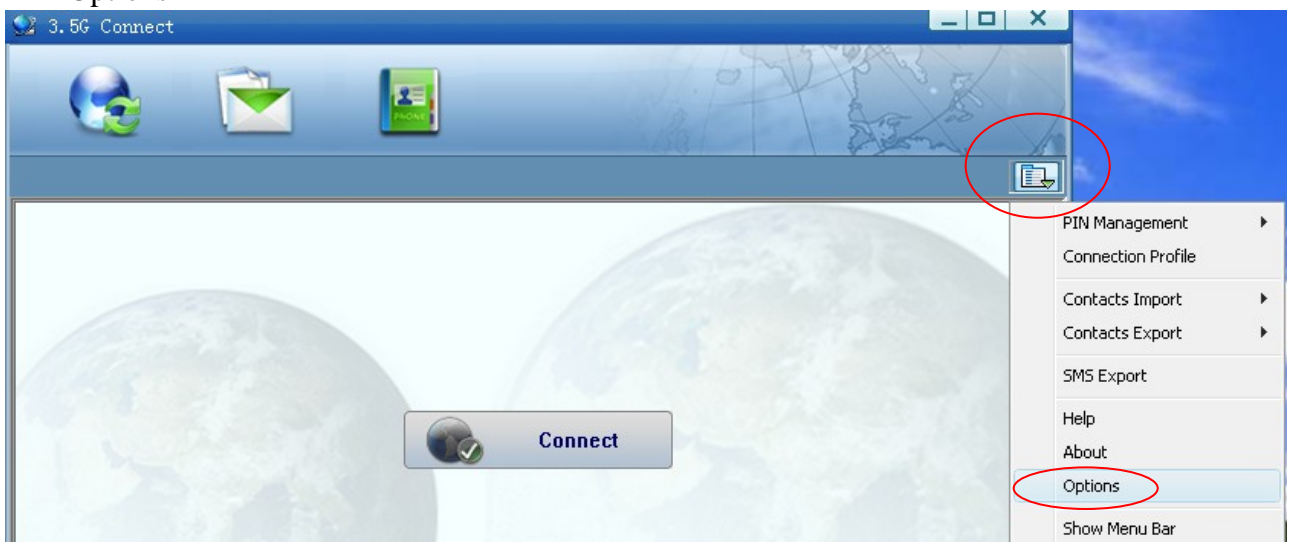 3.5G Connect
PHONE
PIN Management
Connection Profile
Contacts Import
Contacts Export
SMS Export
Connect
Help
About
Options
Show Menu Bar